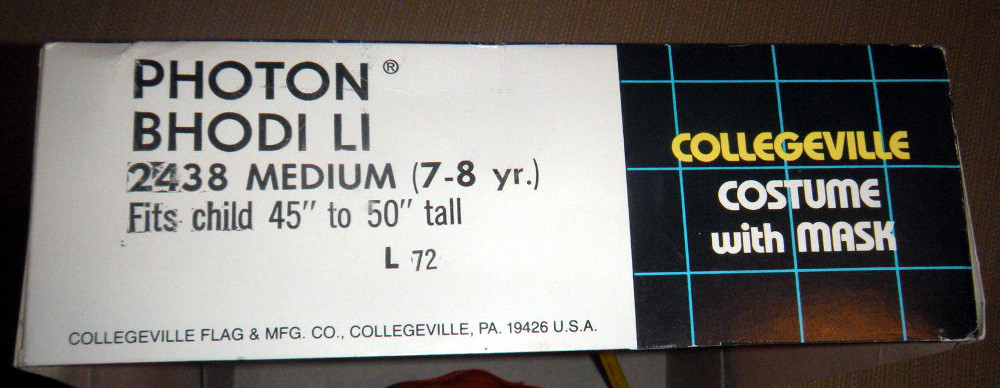 PHOTON ®
BHODI LI
2438 MEDIUM (7-8 yr.)
Fits child 45" to 50" tall
L 72
COLLEGEVILLE FLAG & MFG. CO., COLLEGEVILLE, PA. 19426 U.S.A.
COLLEGEVILLE
COSTUME
with MASK